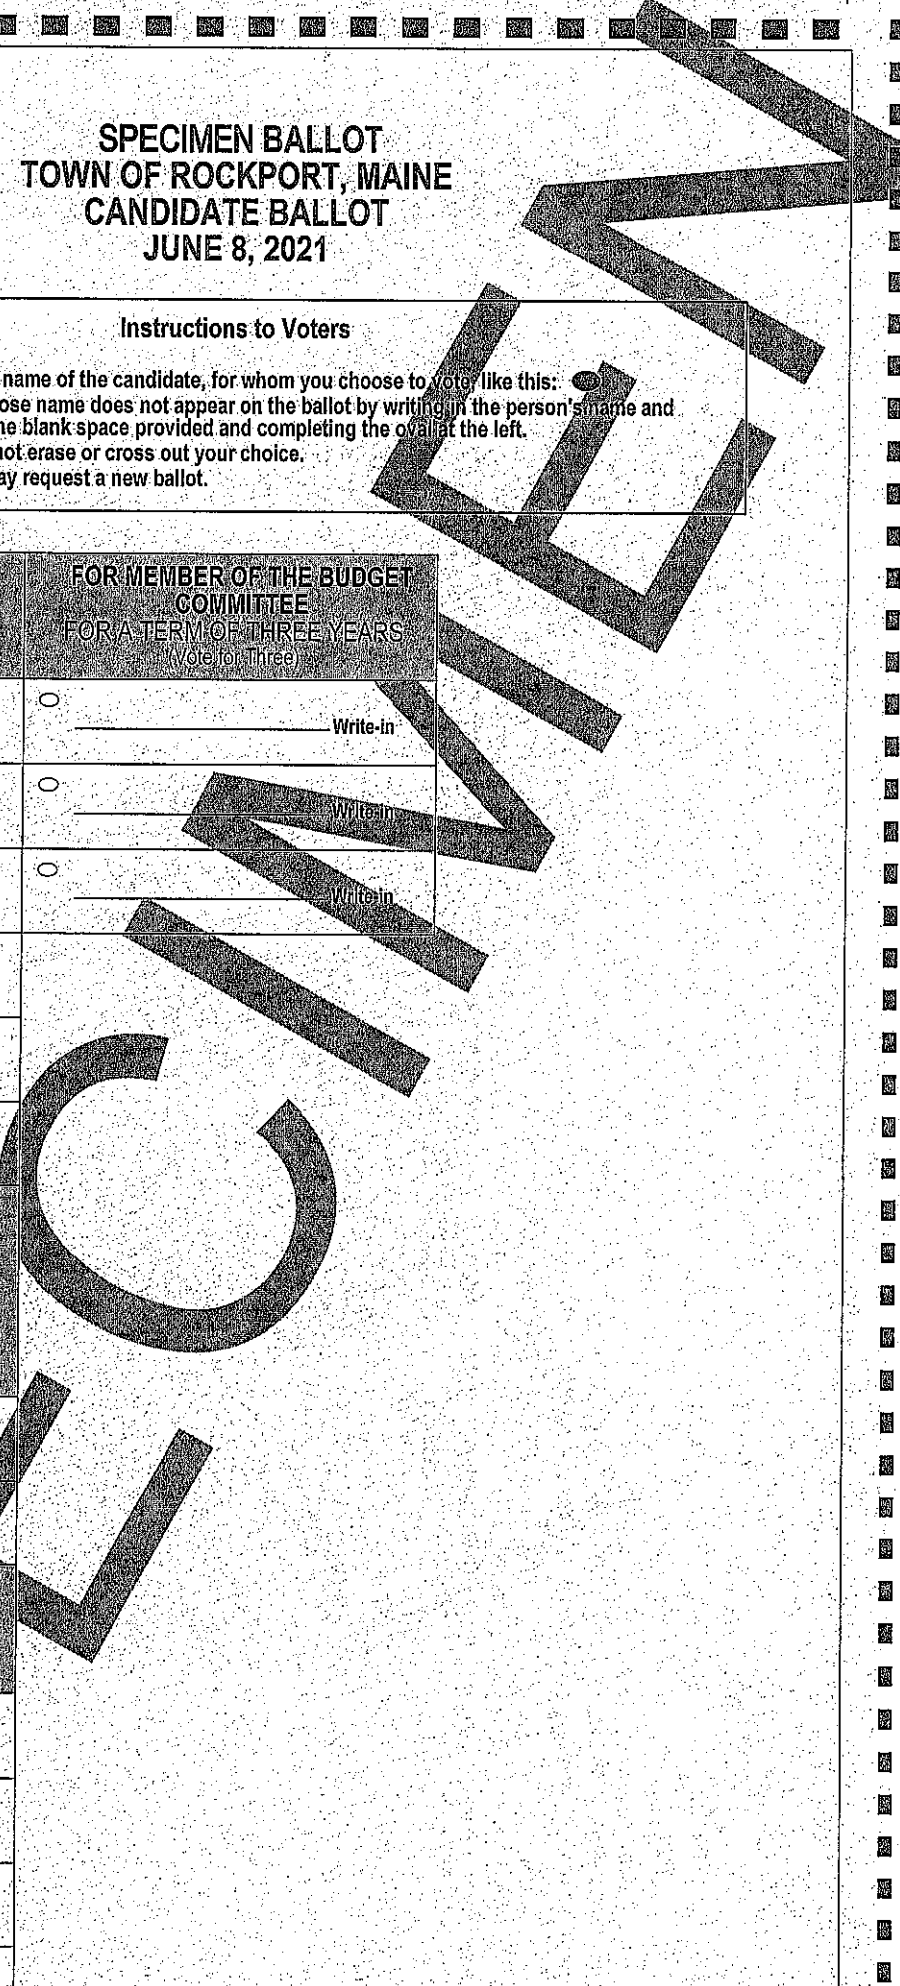 SPECIMEN BALLOT
TOWN OF ROCKPORT, MAINE
CANDIDATE BALLOT
JUNE 8, 2021
Instructions to Voters
name of the candidate, for whom you choose to vote, like this:
ose name does not appear on the ballot by writing in the person's name and
he blank space provided and completing the oval at the left.
not erase or cross out your choice.
ay request a new ballot.
FOR MEMBER OF THE BUDGET
COMMITTEE
FOR A TERM OF THREE YEARS
(Vote for Three)
Write-in
Write-in
Write-in
ECIMEN